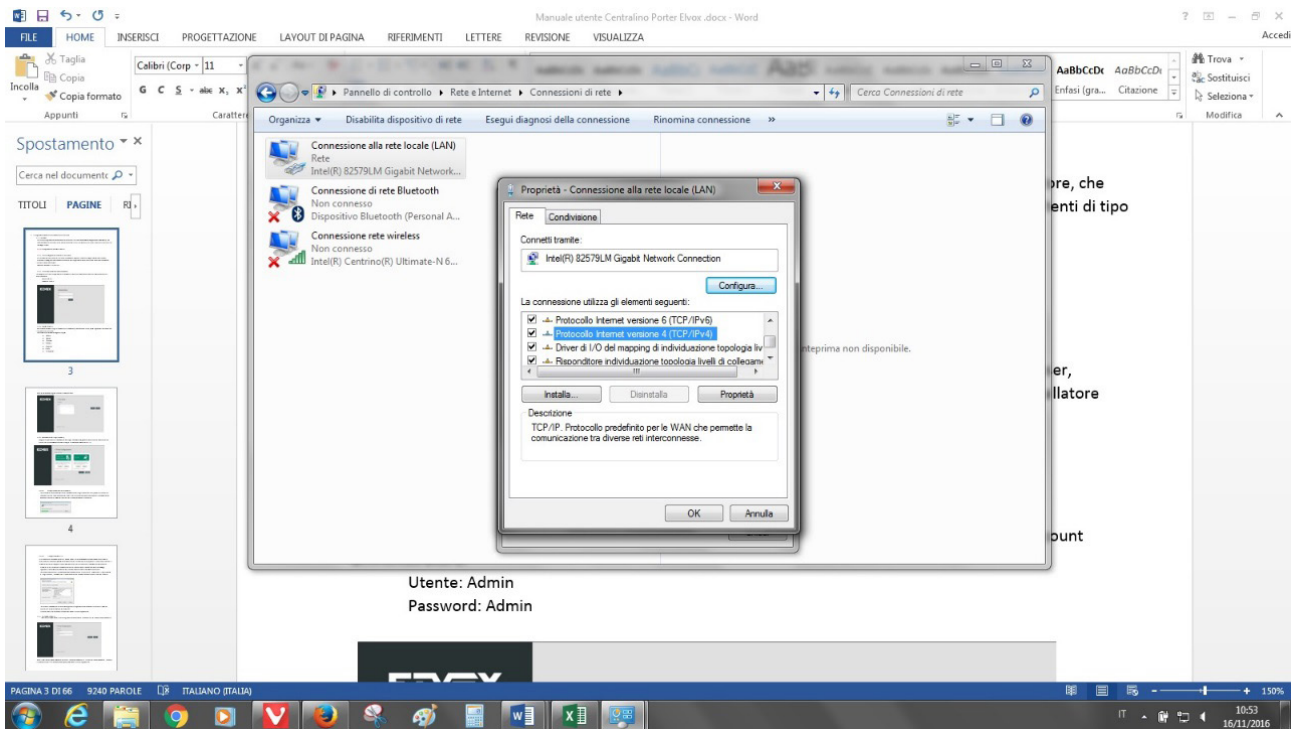 Manuale utente Centralino Porter Elvox .docx - Word
FILE HOME INSERISCI PROGETTAZIONE LAYOUT DI PAGINA RIFERIMENTI LETTERE REVISIONE VISUALIZZA Accedi
Incolla
Taglia
Copia
Copia formato
Appunti
Calibri (Corp 11
G C S abc X, X
Caratter
AaBbCcDc AaBbCcDc
Enfasi (gra... Citazione
Trova
Sostituisci
Seleziona
Modifica
Spostamento
Cerca nel documento
TITOLI PAGINE RI
3
4
Pannello di controllo Rete e Internet Connessioni di rete
Cerca Connessioni di rete
Organizza Disabilita dispositivo di rete Esegui diagnosi della connessione Rinomina connessione »
Connessione alla rete locale (LAN)
Rete
Intel(R) 82579LM Gigabit Network...
Connessione di rete Bluetooth
Non connesso
Dispositivo Bluetooth (Personal A...
Connessione rete wireless
Non connesso
Intel(R) Centrino(R) Ultimate-N 6...
Proprietà - Connessione alla rete locale (LAN)
Rete Condivisione
Connetti tramite:
Intel(R) 82579LM Gigabit Network Connection
Configura...
La connessione utilizza gli elementi seguenti:
Protocollo Internet versione 6 (TCP/IPv6)
Protocollo Internet versione 4 (TCP/IPv4)
Driver di I/O del mapping di individuazione topologia liv
Risponditore individuazione topologia livelli di collegame
Installa... Disinstalla Proprietà
Descrizione
TCP/IP. Protocollo predefinito per le WAN che permette la
comunicazione tra diverse reti interconnesse.
OK Annulla
nteprima non disponibile.
ore, che
enti di tipo
er,
llatore
ount
Utente: Admin
Password: Admin
PAGINA 3 DI 66 9240 PAROLE ITALIANO (ITALIA) 150%
IT 10:53
16/11/2016